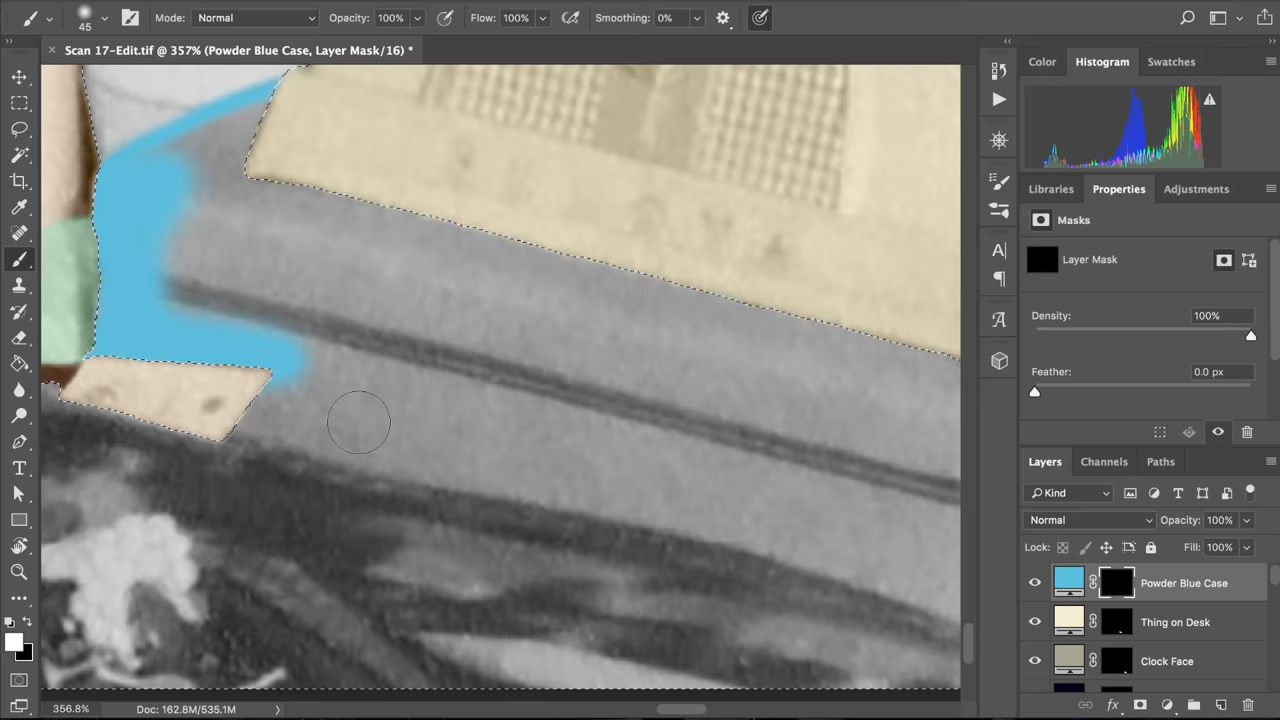 45
Mode: Normal
Opacity: 100%
Flow: 100%
Smoothing: 0%
Scan 17-Edit.tif @ 357% (Powder Blue Case, Layer Mask/16) *
Color
Histogram
Swatches
Libraries
Properties
Adjustments
Masks
Layer Mask
Density: 100%
Feather: 0.0 px
Layers
Channels
Paths
Kind
Normal
Opacity: 100%
Lock:
Fill: 100%
Powder Blue Case
Thing on Desk
Clock Face
fx
356.8%
Doc: 162.8M/535.1M